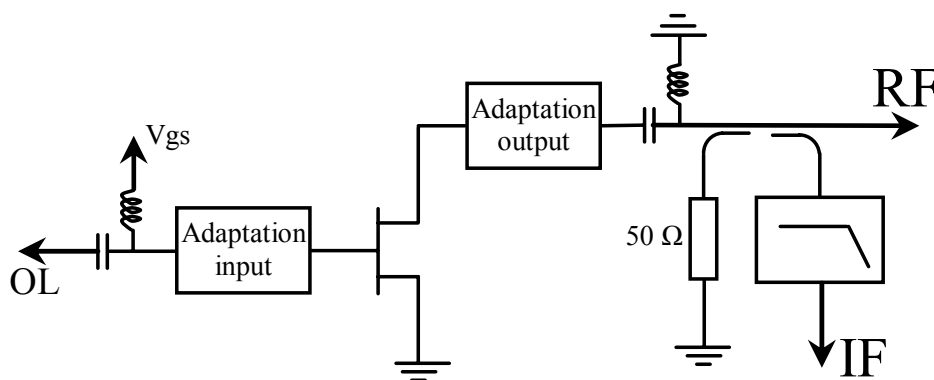 RF
Adaptation
output
Vgs
Adaptation
input
50 Ω
OL
IF